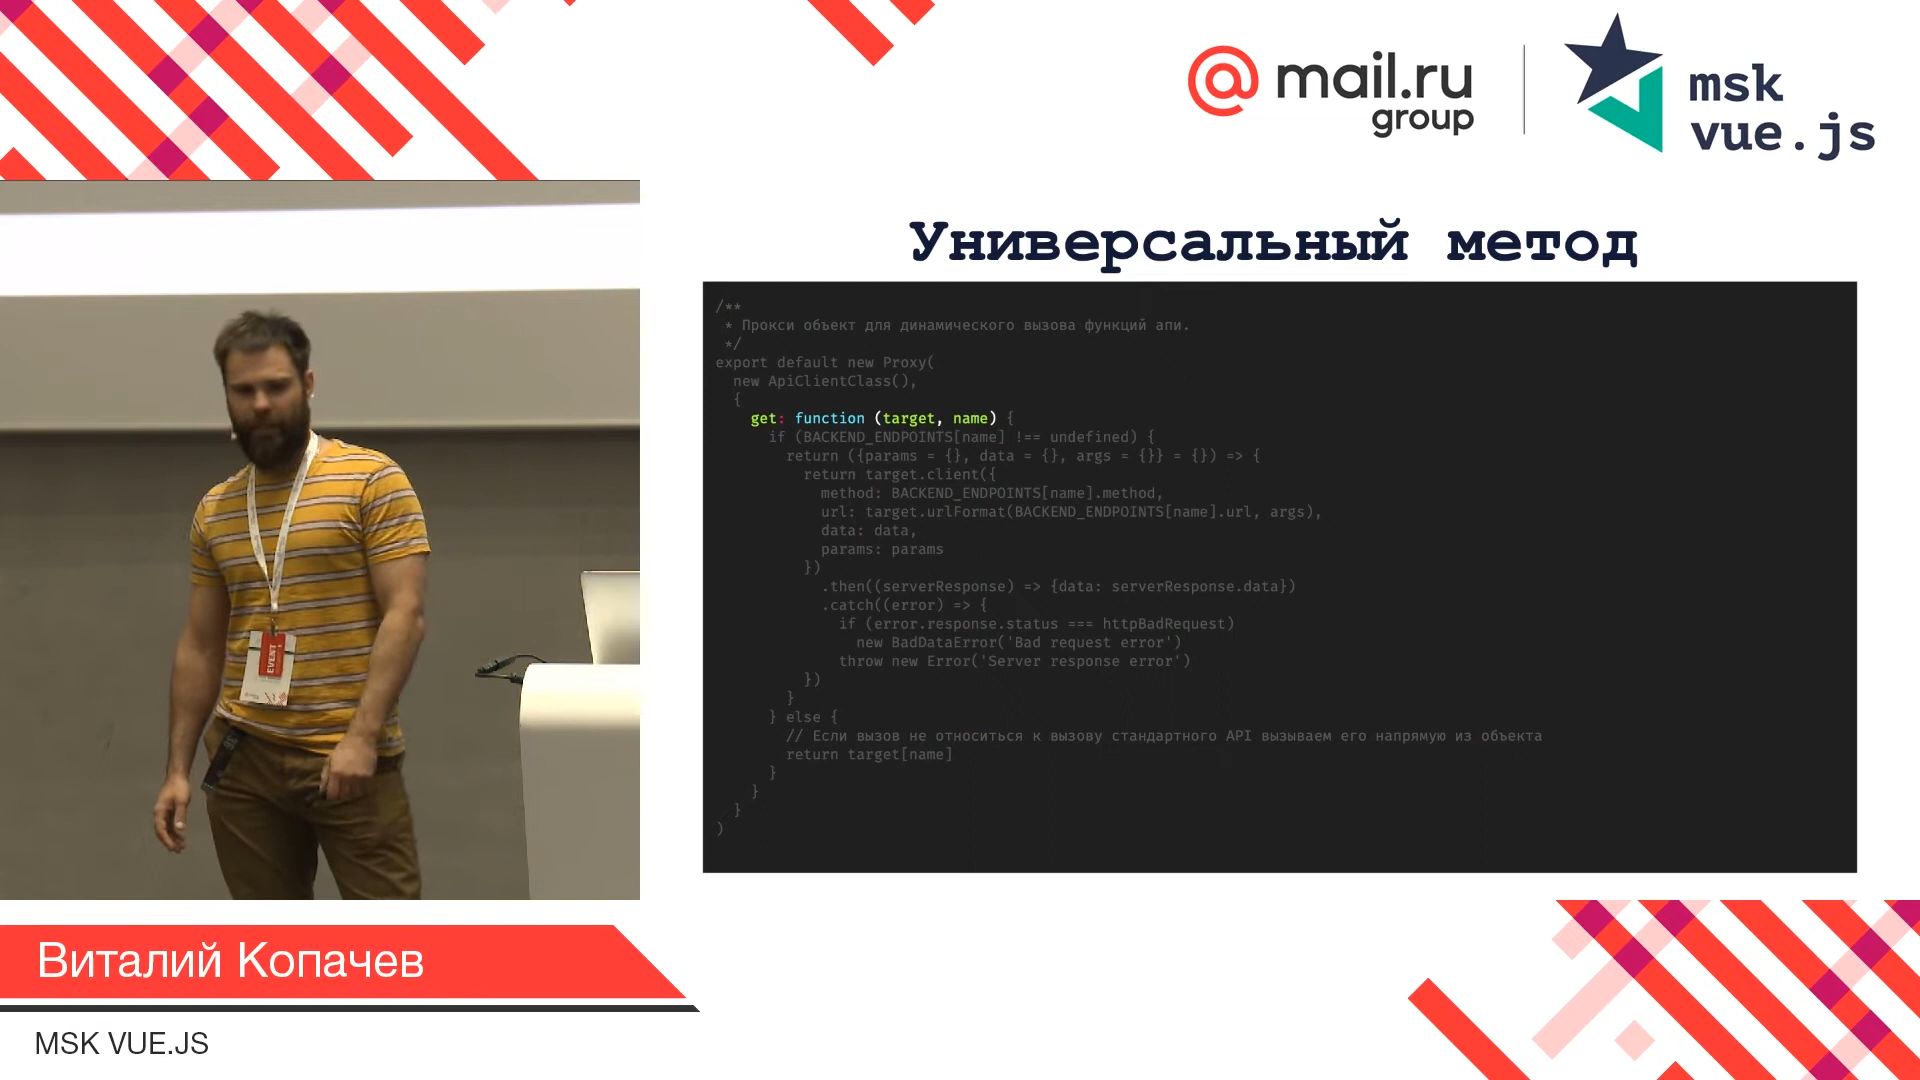 @mail.ru
group
msk
vue.js
Универсальный метод
/**
 * Прокси объект для динамического вызова функций апи.
 */
export default new Proxy(
  new ApiClientClass(),
  {
    get: function (target, name) {
      if (BACKEND_ENDPOINTS[name] !== undefined) {
        return ({params = {}, data = {}, args = {}} = {}) => {
          return target.client({
            method: BACKEND_ENDPOINTS[name].method,
            url: target.urlFormat(BACKEND_ENDPOINTS[name].url, args),
            data: data,
            params: params
          })
            .then((serverResponse) => {data: serverResponse.data})
            .catch((error) => {
              if (error.response.status === httpBadRequest)
                new BadDataError('Bad request error')
              throw new Error('Server response error')
          })
        }
      } else {
        // Если вызов не относиться к вызову стандартного API вызываем его напрямую из объекта
        return target[name]
      }
    }
  }
)
EVENT
Виталий Копачев
MSK VUE.JS